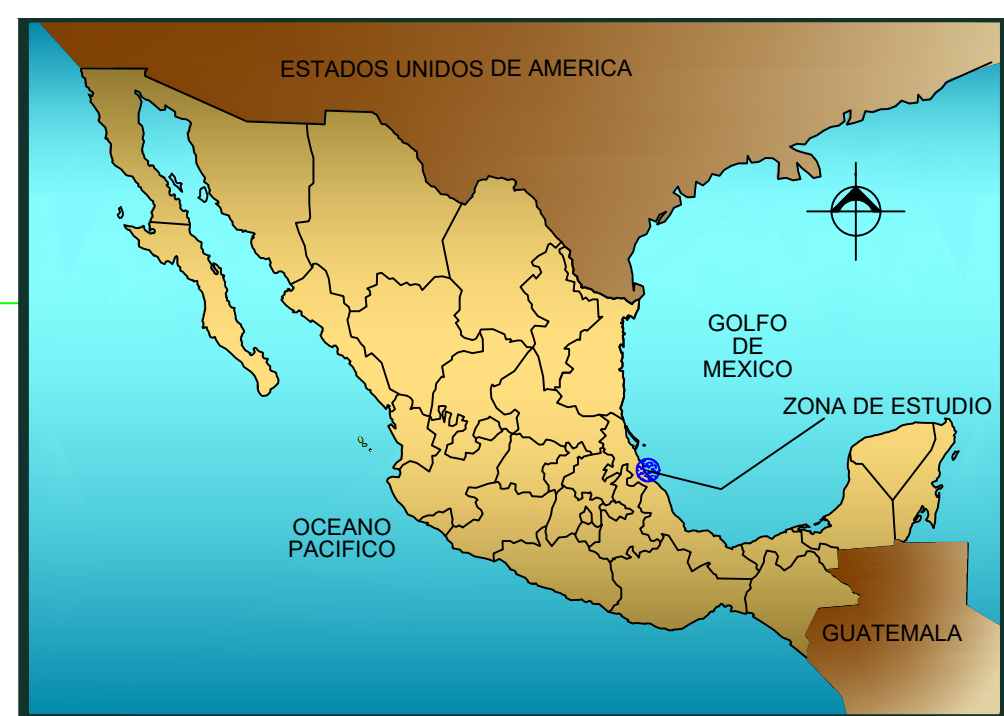 ESTADOS UNIDOS DE AMERICA
GOLFO
DE
MEXICO
ZONA DE ESTUDIO
OCEANO
PACIFICO
GUATEMALA